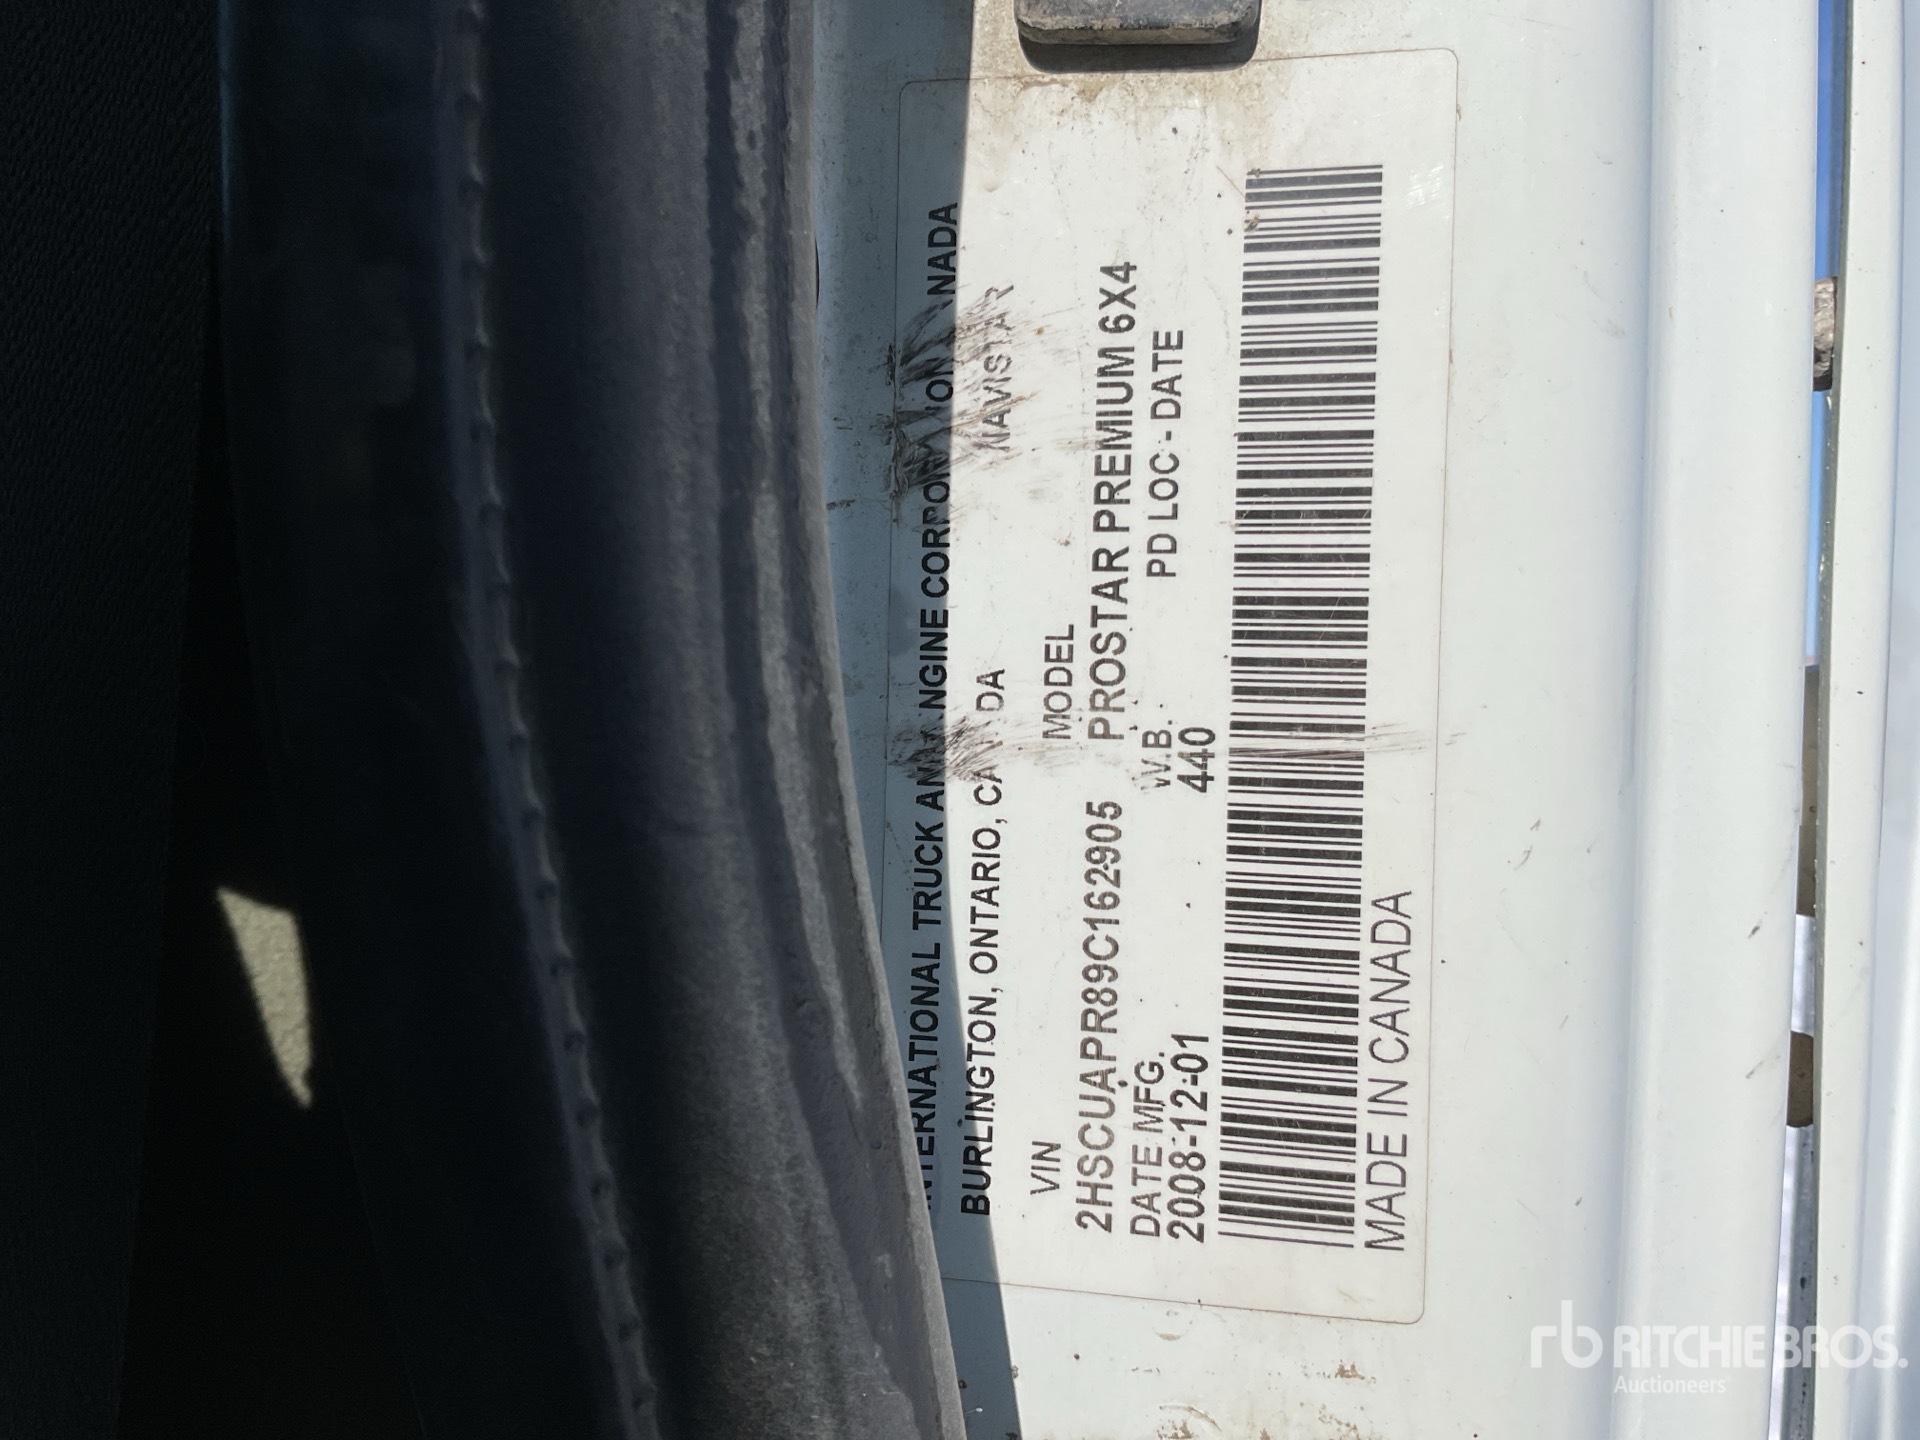 INTERNATIONAL TRUCK AND ENGINE CORPORATION CANADA
BURLINGTON, ONTARIO, CANADA
NAVISTAR
VIN MODEL
2HSCUAPR89C162905 PROSTAR PREMIUM 6X4
DATE MFG. W.B. PD LOC - DATE
2008-12-01 440
MADE IN CANADA
rb RITCHIE BROS.
Auctioneers